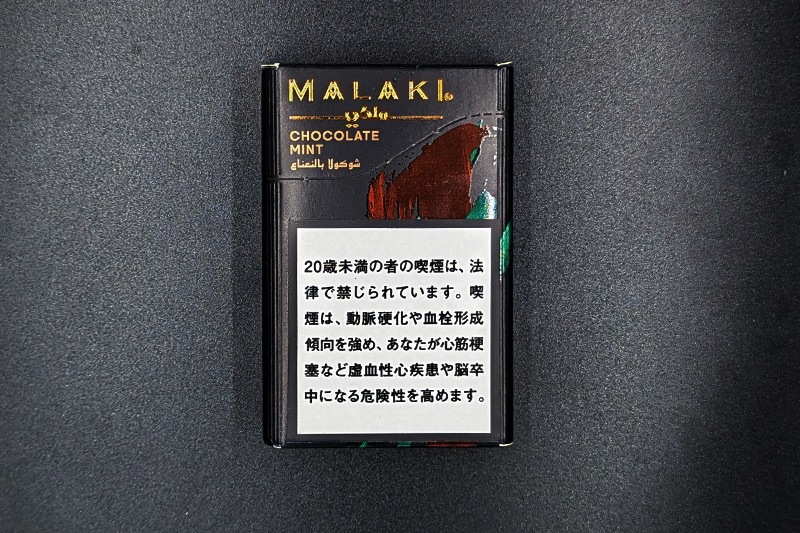 MALAKI
ملكي
CHOCOLATE
MINT
شوكولا بالنعناع
20歳未満の者の喫煙は、法
律で禁じられています。喫
煙は、動脈硬化や血栓形成
傾向を強め、あなたが心筋梗
塞など虚血性心疾患や脳卒
中になる危険性を高めます。